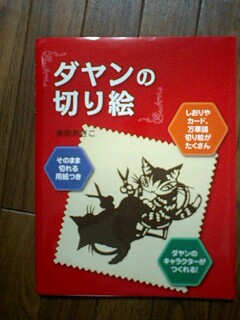 ダヤンの
切り絵
しおりや
カード、
万華鏡
切り絵が
たくさん
そのまま
切れる
用紙つき
ダヤンの
キャラクターが
つくれる!